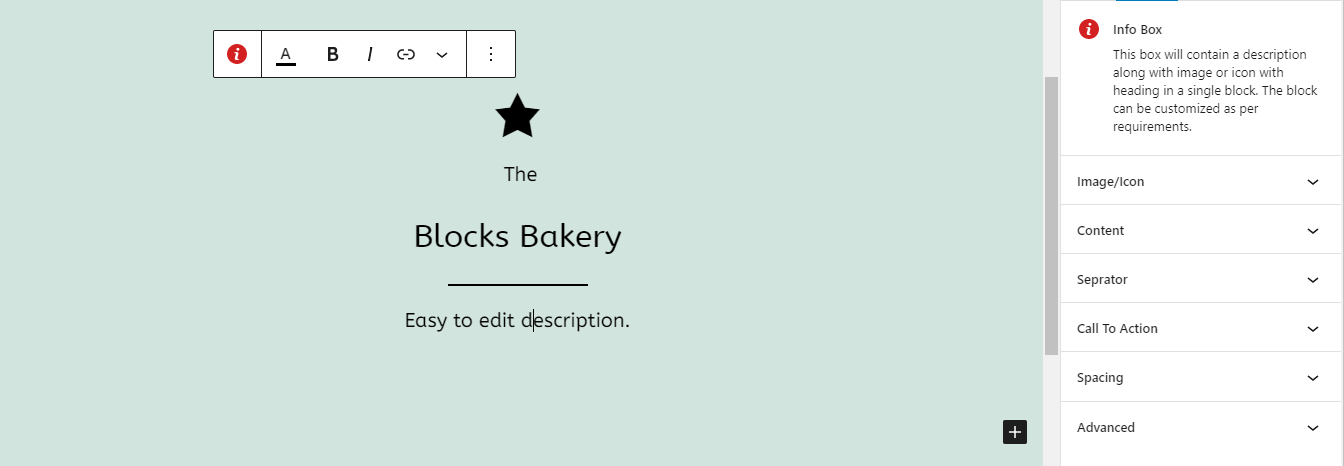 A B I
The
Blocks Bakery
Easy to edit description.
Info Box
This box will contain a description
along with image or icon with
heading in a single block. The block
can be customized as per
requirements.
Image/Icon
Content
Seprator
Call To Action
Spacing
Advanced